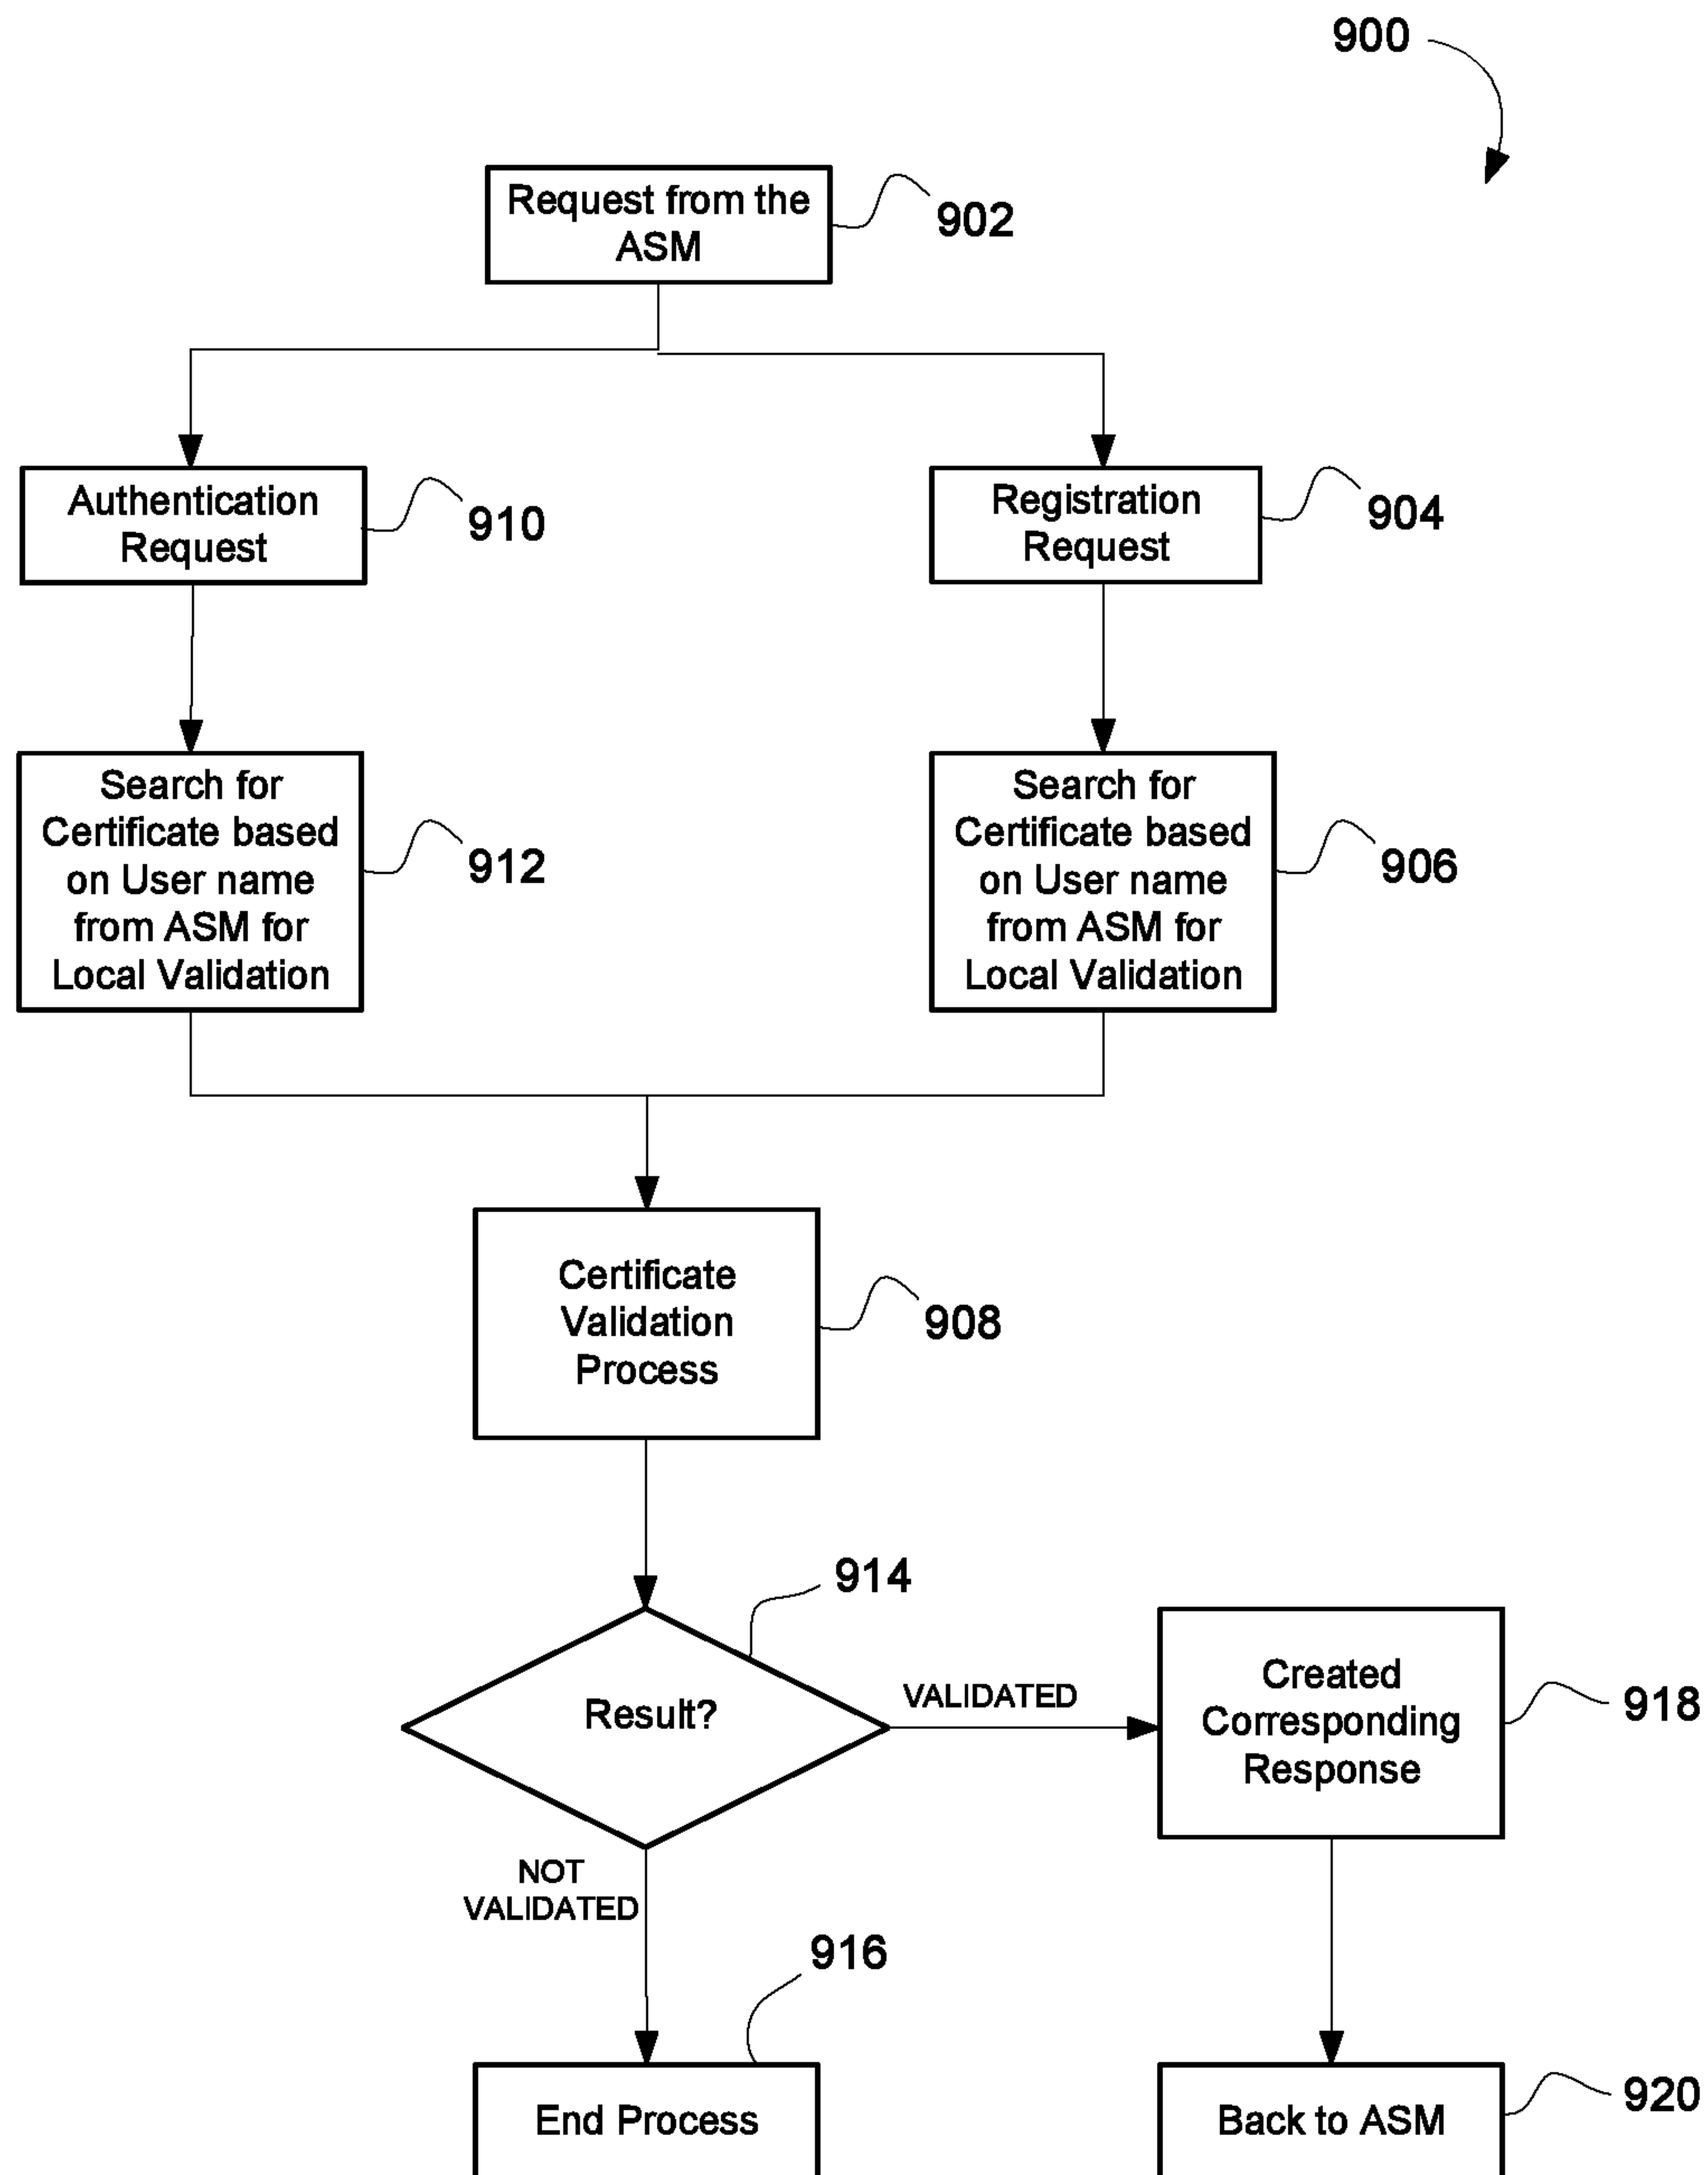 900
Request from the
ASM
902
Authentication
Request
910
Registration
Request
904
Search for
Certificate based
on User name
from ASM for
Local Validation
912
Search for
Certificate based
on User name
from ASM for
Local Validation
906
Certificate
Validation
Process
908
914
Result?
VALIDATED
Created
Corresponding
Response
918
NOT
VALIDATED
916
End Process
Back to ASM
920